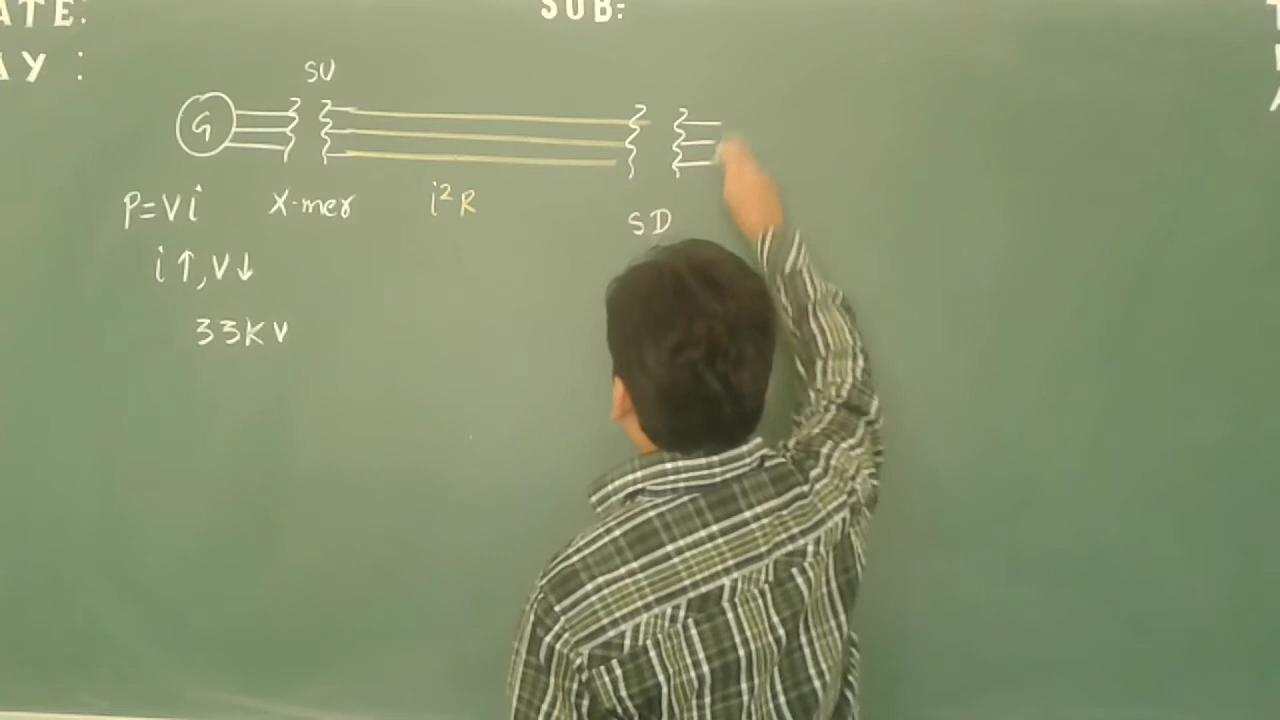 ATE:
SUB:
AY :
SU
G
P=Vi
X-mer
i²R
SD
i↑,V↓
33KV